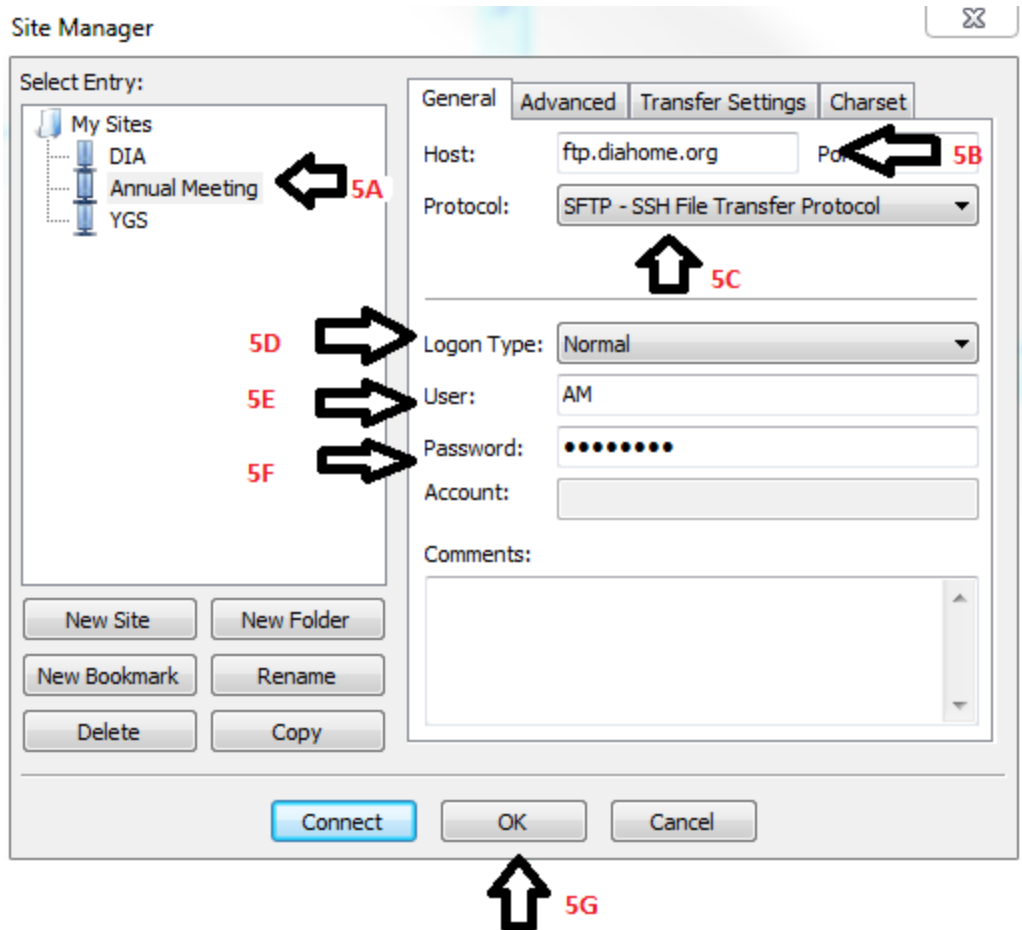 Site Manager
Select Entry:
My Sites
DIA
Annual Meeting
5A
YGS
New Site
New Folder
New Bookmark
Rename
Delete
Copy
General
Advanced
Transfer Settings
Charset
Host:
ftp.diahome.org
5B
Protocol:
SFTP - SSH File Transfer Protocol
5C
5D
Logon Type:
Normal
5E
User:
AM
5F
Password:
••••••••
Account:
Comments:
Connect
OK
Cancel
5G